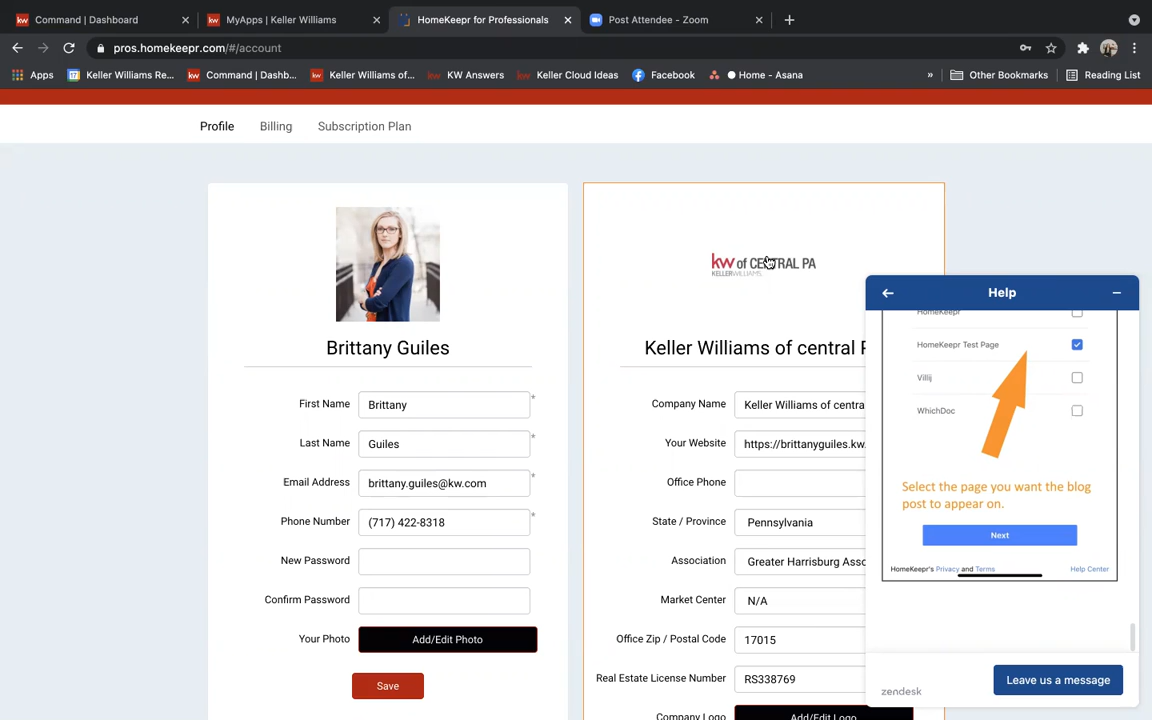 Command | Dashboard
MyApps | Keller Williams
HomeKeepr for Professionals
Post Attendee - Zoom
pros.homekeepr.com/#/account
Apps
Keller Williams Re...
Command | Dashb...
Keller Williams of...
KW Answers
Keller Cloud Ideas
Facebook
Home - Asana
»
Other Bookmarks
Reading List
Profile
Billing
Subscription Plan
Brittany Guiles
First Name
Brittany
*
Last Name
Guiles
*
Email Address
brittany.guiles@kw.com
*
Phone Number
(717) 422-8318
*
New Password
Confirm Password
Your Photo
Add/Edit Photo
Save
kw of CENTRAL PA
KELLERWILLIAMS.
Keller Williams of central
Company Name
Keller Williams of centra
Your Website
https://brittanyguiles.kw.
Office Phone
State / Province
Pennsylvania
Association
Greater Harrisburg Asso
Market Center
N/A
Office Zip / Postal Code
17015
Real Estate License Number
RS338769
Company Logo
Add/Edit Logo
Help
HomeKeepr
HomeKeepr Test Page
Villij
WhichDoc
Select the page you want the blog
post to appear on.
Next
HomeKeepr's Privacy and Terms
Help Center
zendesk
Leave us a message